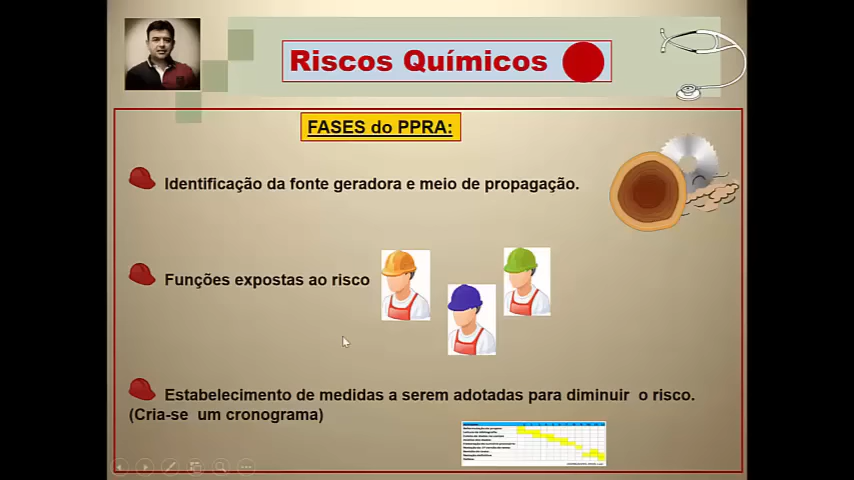 Riscos Químicos
FASES do PPRA:
Identificação da fonte geradora e meio de propagação.
Funções expostas ao risco
Estabelecimento de medidas a serem adotadas para diminuir o risco.
(Cria-se um cronograma)